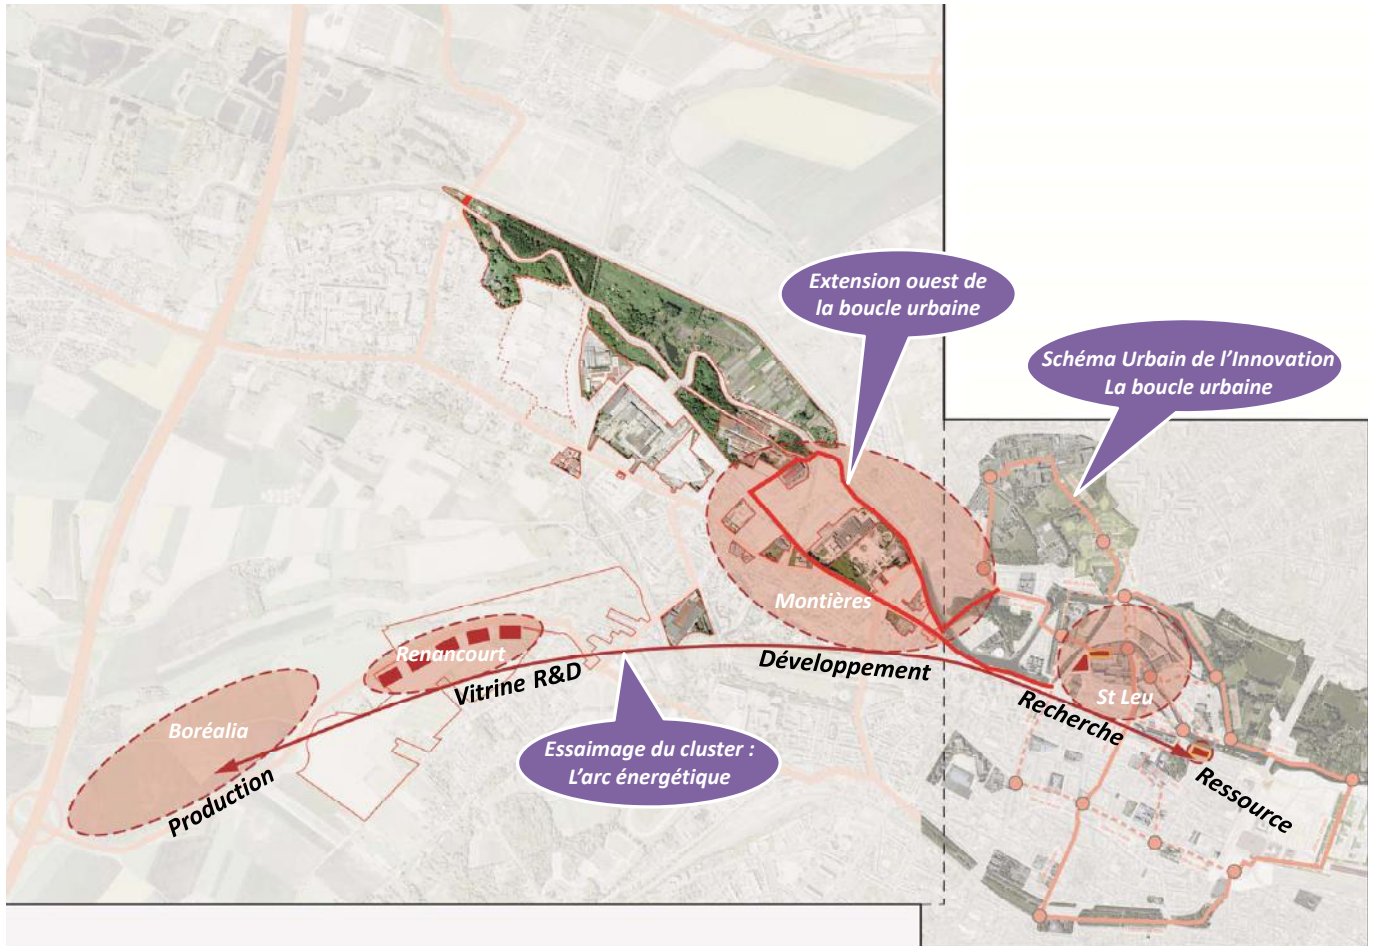 Extension ouest de
la boucle urbaine
Schéma Urbain de l’Innovation
La boucle urbaine
Montières
Renancourt
Vitrine R&D
Développement
St Leu
Recherche
Boréalia
Essaimage du cluster :
L’arc énergétique
Production
Ressource